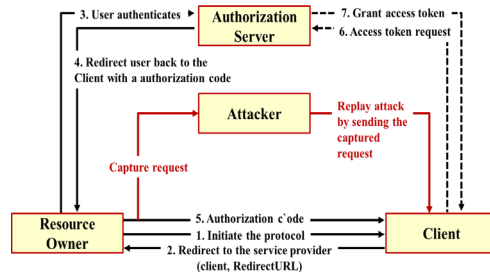 3. User authenticates
Authorization
Server
7. Grant access token
6. Access token request
4. Redirect user back to the
Client with a authorization code
Attacker
Replay attack
by sending the
captured
request
Capture request
Resource
Owner
5. Authorization c`ode
1. Initiate the protocol
2. Redirect to the service provider
(client, RedirectURL)
Client